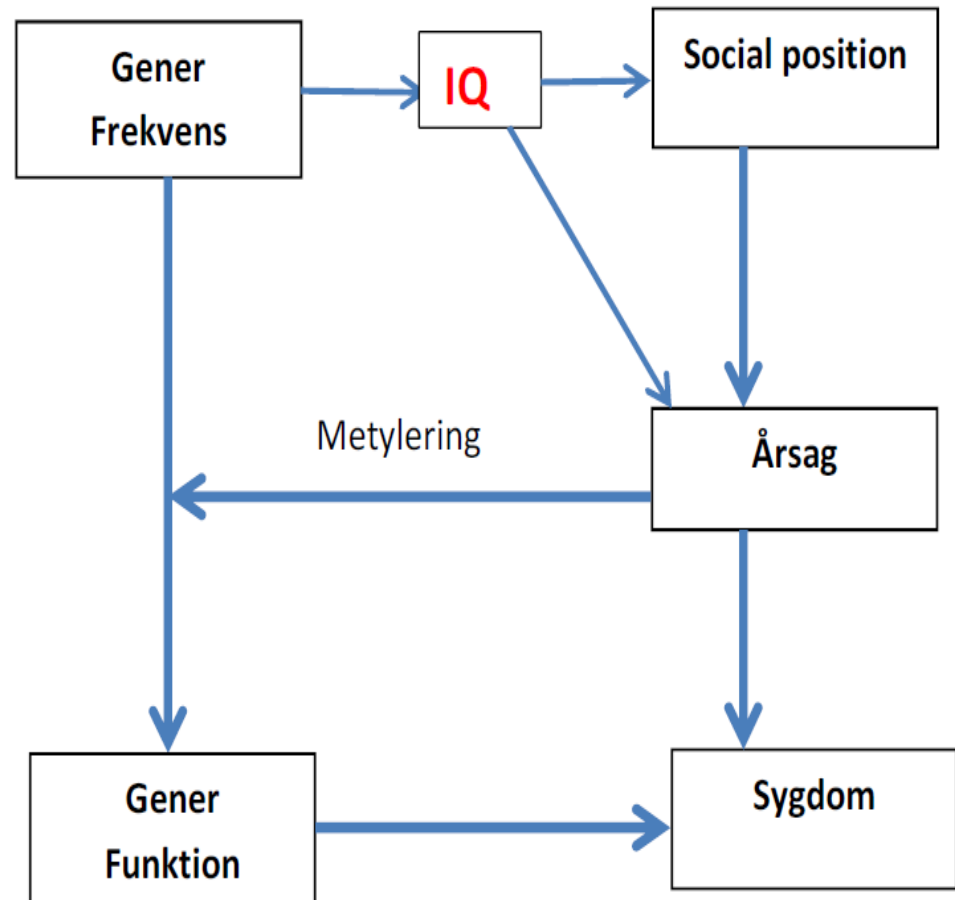 Gener
Frekvens
IQ
Social position
Metylering
Årsag
Gener
Funktion
Sygdom